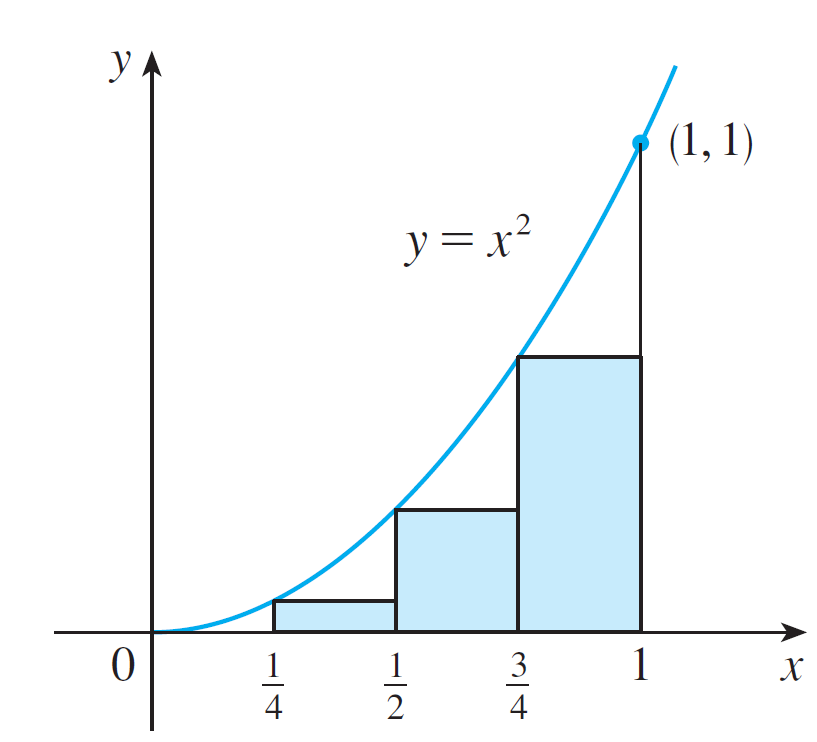 y
(1, 1)
y = x²
0
1/4
1/2
3/4
1
x